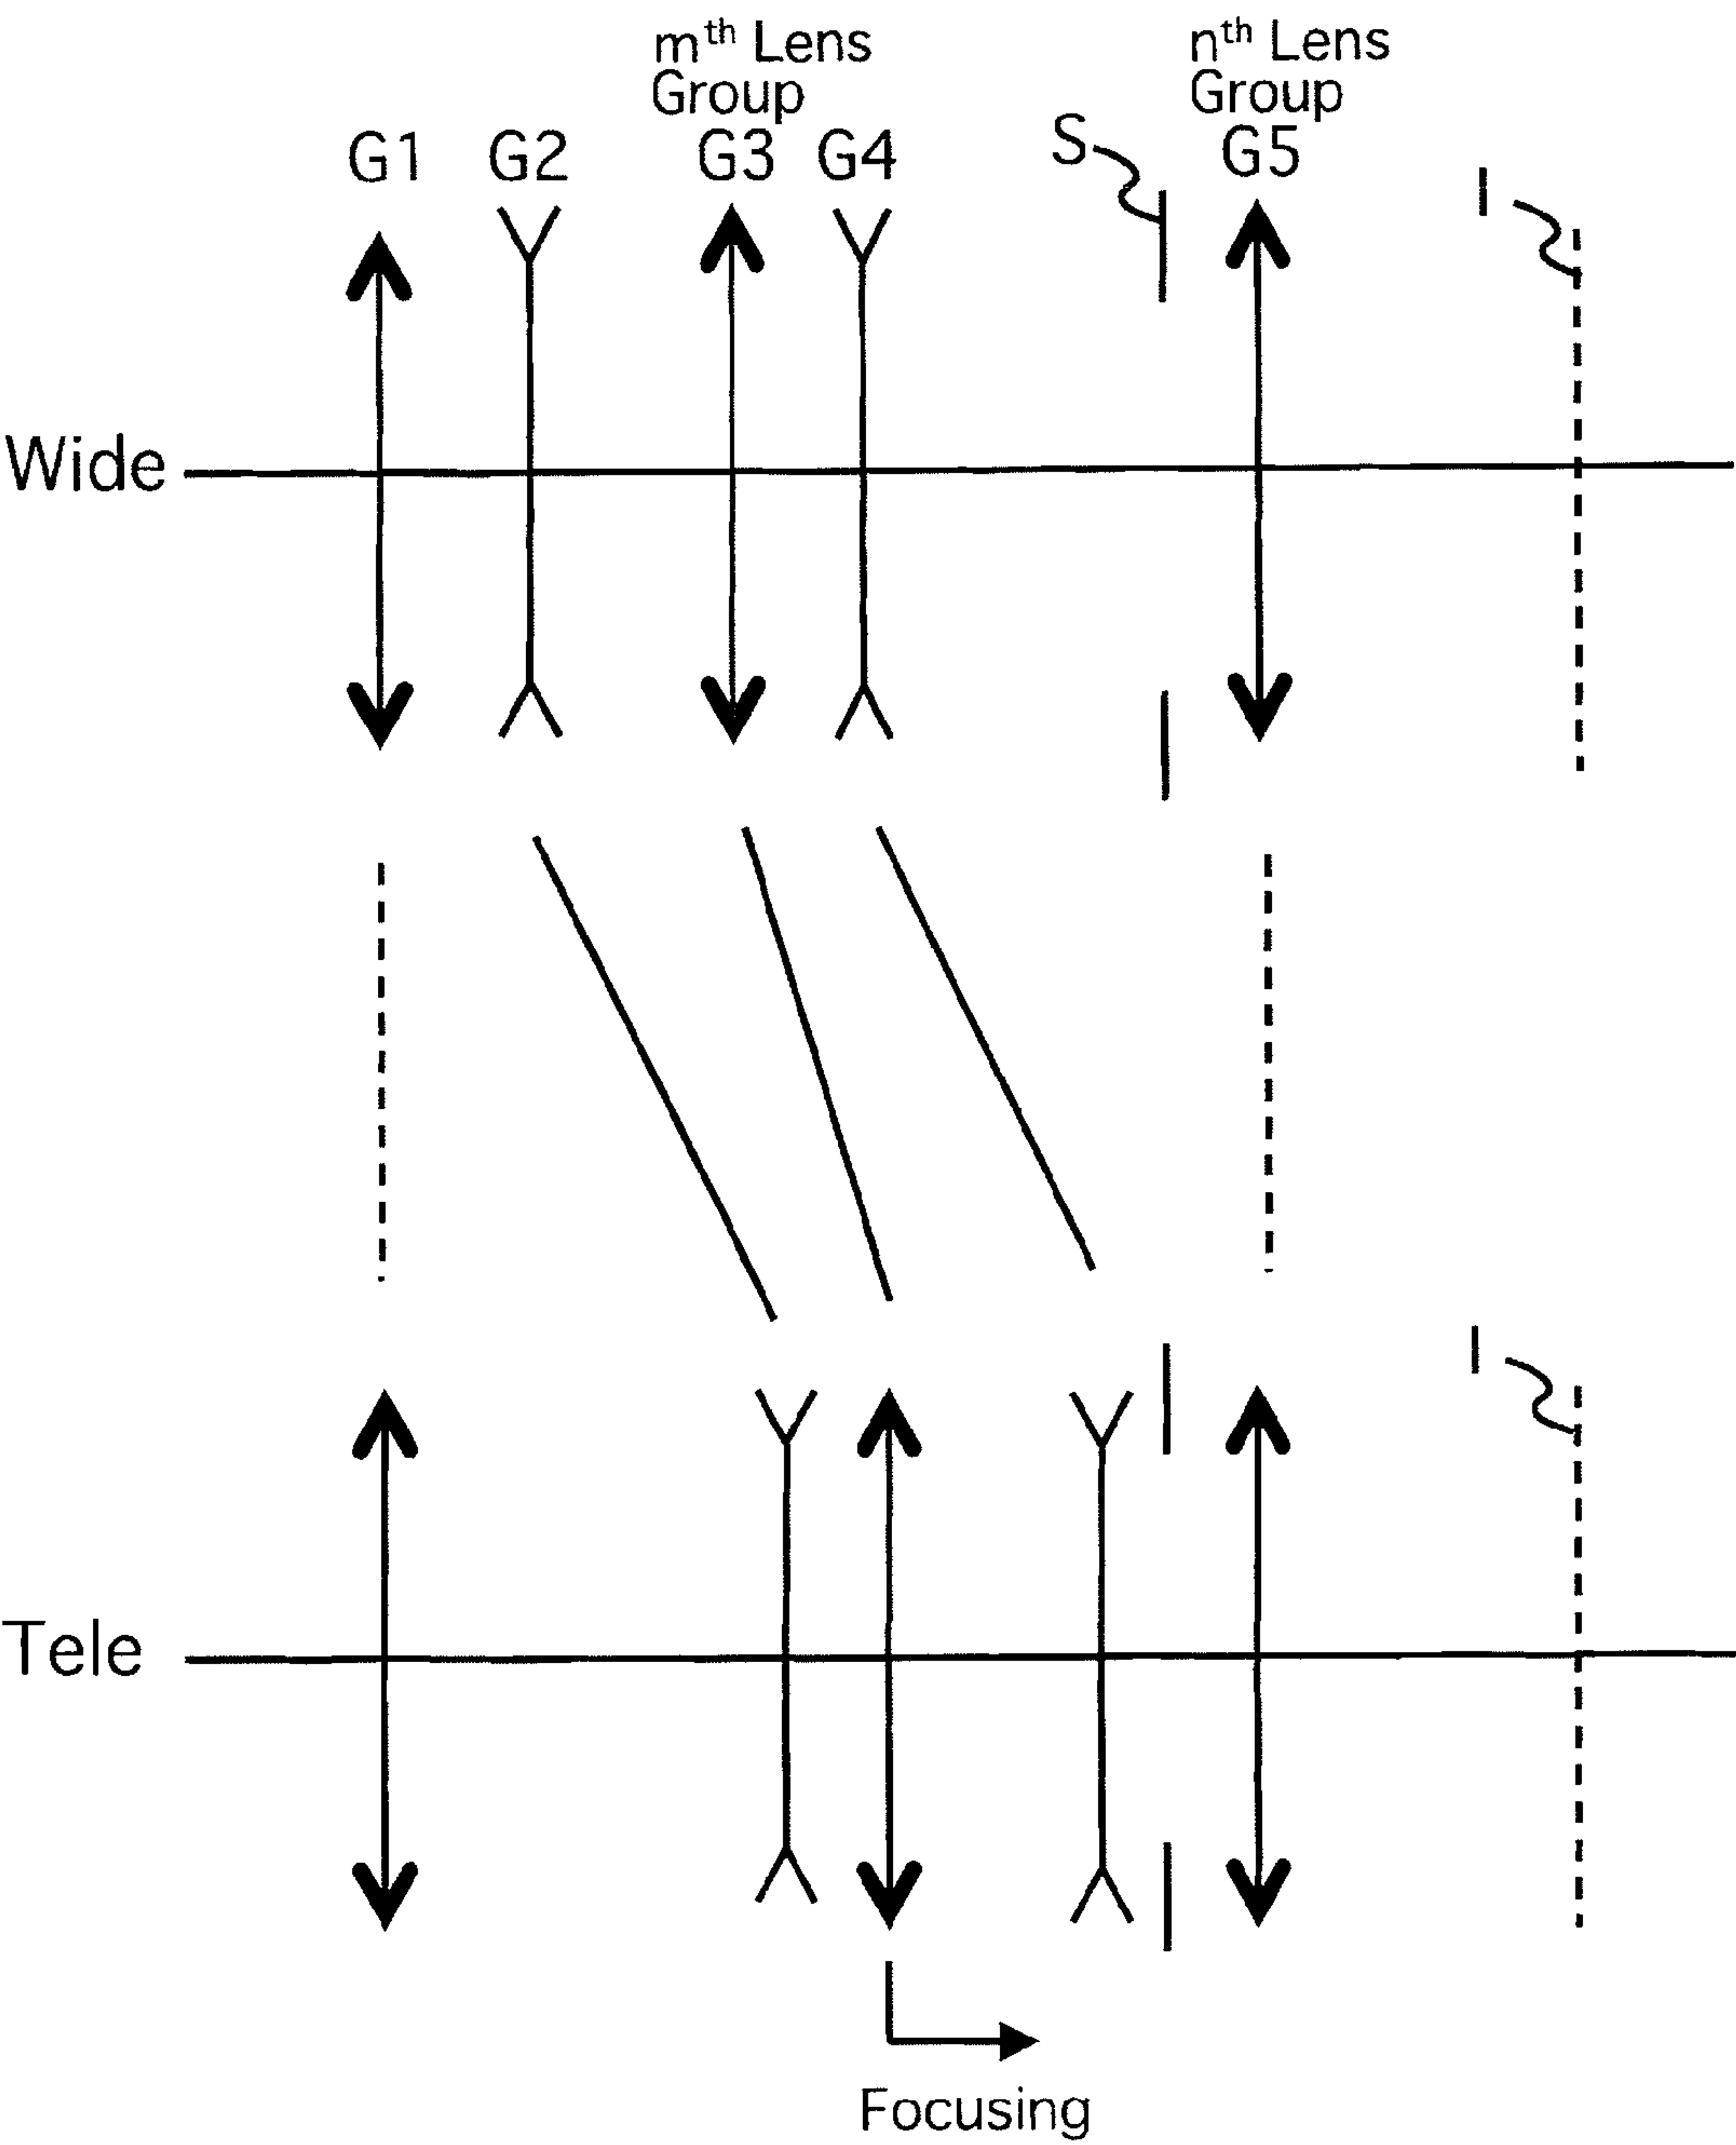 mth Lens
Group
nth Lens
Group
G1 G2 G3 G4 S G5 I
Wide
I
Tele
Focusing